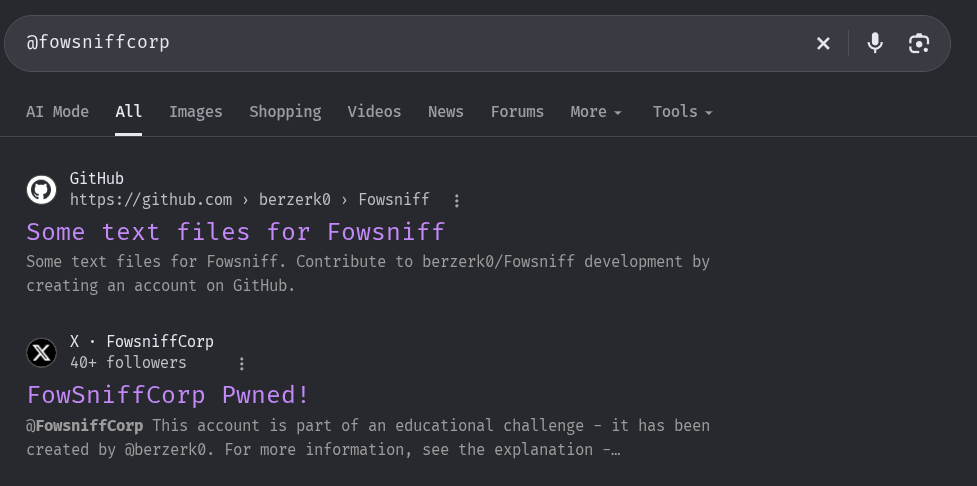 @fowsniffcorp
AI Mode All Images Shopping Videos News Forums More Tools
GitHub
https://github.com › berzerk0 › Fowsniff
Some text files for Fowsniff
Some text files for Fowsniff. Contribute to berzerk0/Fowsniff development by
creating an account on GitHub.
X · FowsniffCorp
40+ followers
FowSniffCorp Pwned!
@FowsniffCorp This account is part of an educational challenge - it has been
created by @berzerk0. For more information, see the explanation -…